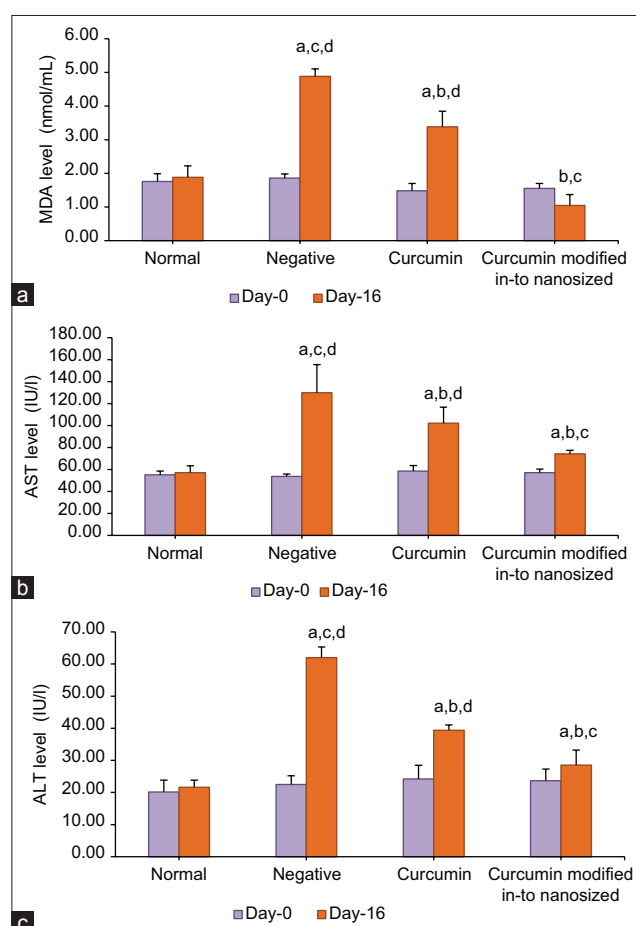 a,c,d
a,b,d
b,c
6.00
5.00
4.00
3.00
2.00
1.00
0.00
MDA level (nmol/mL)
Normal Negative Curcumin Curcumin modified
in-to nanosized
a
Day-0 Day-16
a,c,d
a,b,d
a,b,c
180.00
160.00
140.00
120.00
100.00
80.00
60.00
40.00
20.00
0.00
AST level (IU/l)
Normal Negative Curcumin Curcumin modified
in-to nanosized
b
Day-0 Day-16
a,c,d
a,b,d
a,b,c
70.00
60.00
50.00
40.00
30.00
20.00
10.00
0.00
ALT level (IU/l)
Normal Negative Curcumin Curcumin modified
in-to nanosized
c
Day-0 Day-16